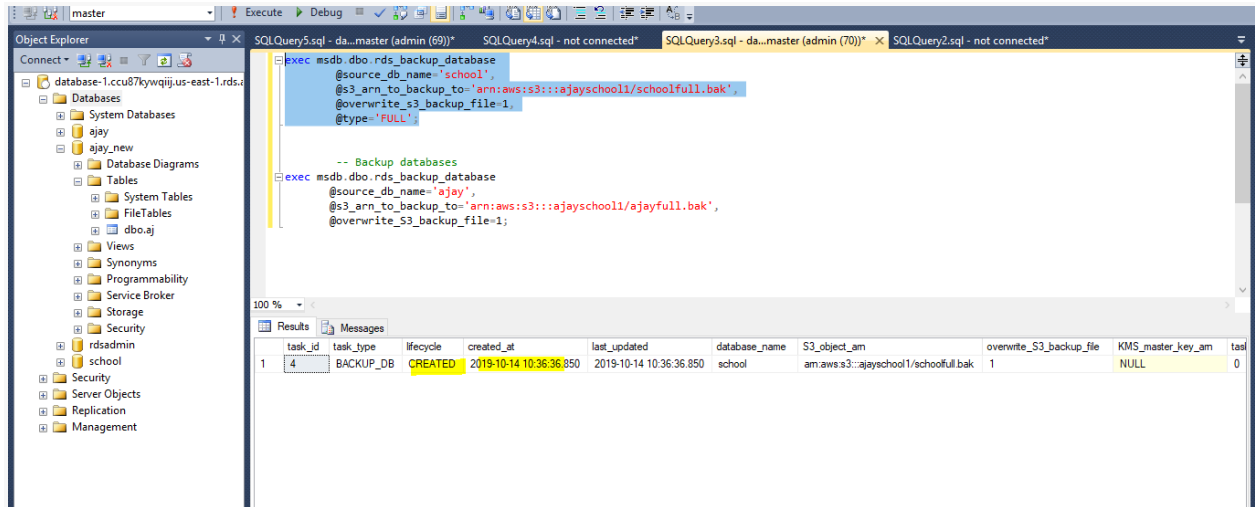 master
Execute
Debug
Object Explorer
Connect
database-1.ccu87kywqiij.us-east-1.rds.a
Databases
System Databases
ajay
ajay_new
Database Diagrams
Tables
System Tables
FileTables
dbo.aj
Views
Synonyms
Programmability
Service Broker
Storage
Security
rdsadmin
school
Security
Server Objects
Replication
Management
SQLQuery5.sql - da...master (admin (69))* SQLQuery4.sql - not connected* SQLQuery3.sql - da...master (admin (70))* SQLQuery2.sql - not connected*
exec msdb.dbo.rds_backup_database
@source_db_name='school',
@s3_arn_to_backup_to='arn:aws:s3:::ajayschool1/schoolfull.bak',
@overwrite_s3_backup_file=1,
@type='FULL';
-- Backup databases
exec msdb.dbo.rds_backup_database
@source_db_name='ajay',
@s3_arn_to_backup_to='arn:aws:s3:::ajayschool1/ajayfull.bak',
@overwrite_S3_backup_file=1;
100 %
Results Messages
task_id task_type lifecycle created_at last_updated database_name S3_object_arn overwrite_S3_backup_file KMS_master_key_arn task
1 4 BACKUP_DB CREATED 2019-10-14 10:36:36.850 2019-10-14 10:36:36.850 school arn:aws:s3:::ajayschool1/schoolfull.bak 1 NULL 0